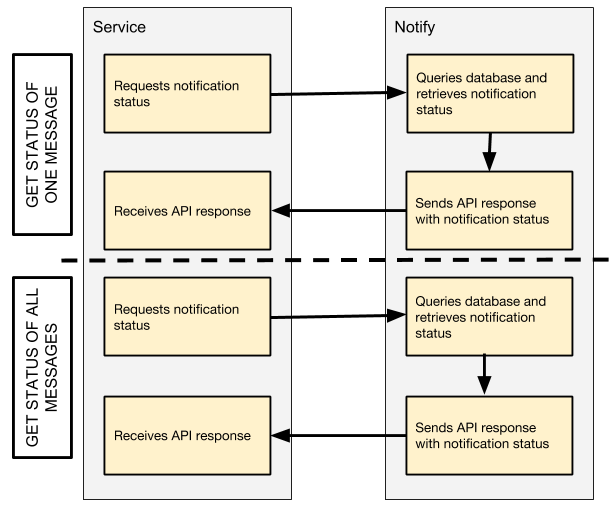 Service
Notify
GET STATUS OF
ONE MESSAGE
Requests notification
status
Queries database and
retrieves notification
status
Receives API response
Sends API response
with notification status
GET STATUS OF ALL
MESSAGES
Requests notification
status
Queries database and
retrieves notification
status
Receives API response
Sends API response
with notification status